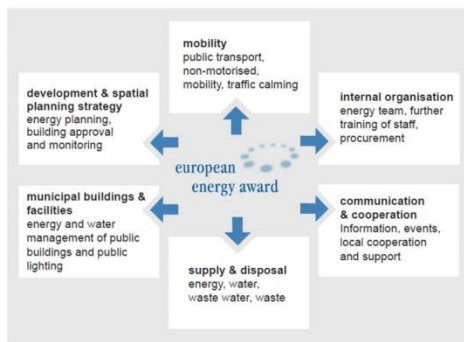 mobility
public transport,
non-motorised,
mobility, traffic calming
development & spatial
planning strategy
energy planning,
building approval
and monitoring
internal organisation
energy team, further
training of staff,
procurement
european
energy award
municipal buildings &
facilities
energy and water
management of public
buildings and public
lighting
communication
& cooperation
Information, events,
local cooperation
and support
supply & disposal
energy, water,
waste water, waste